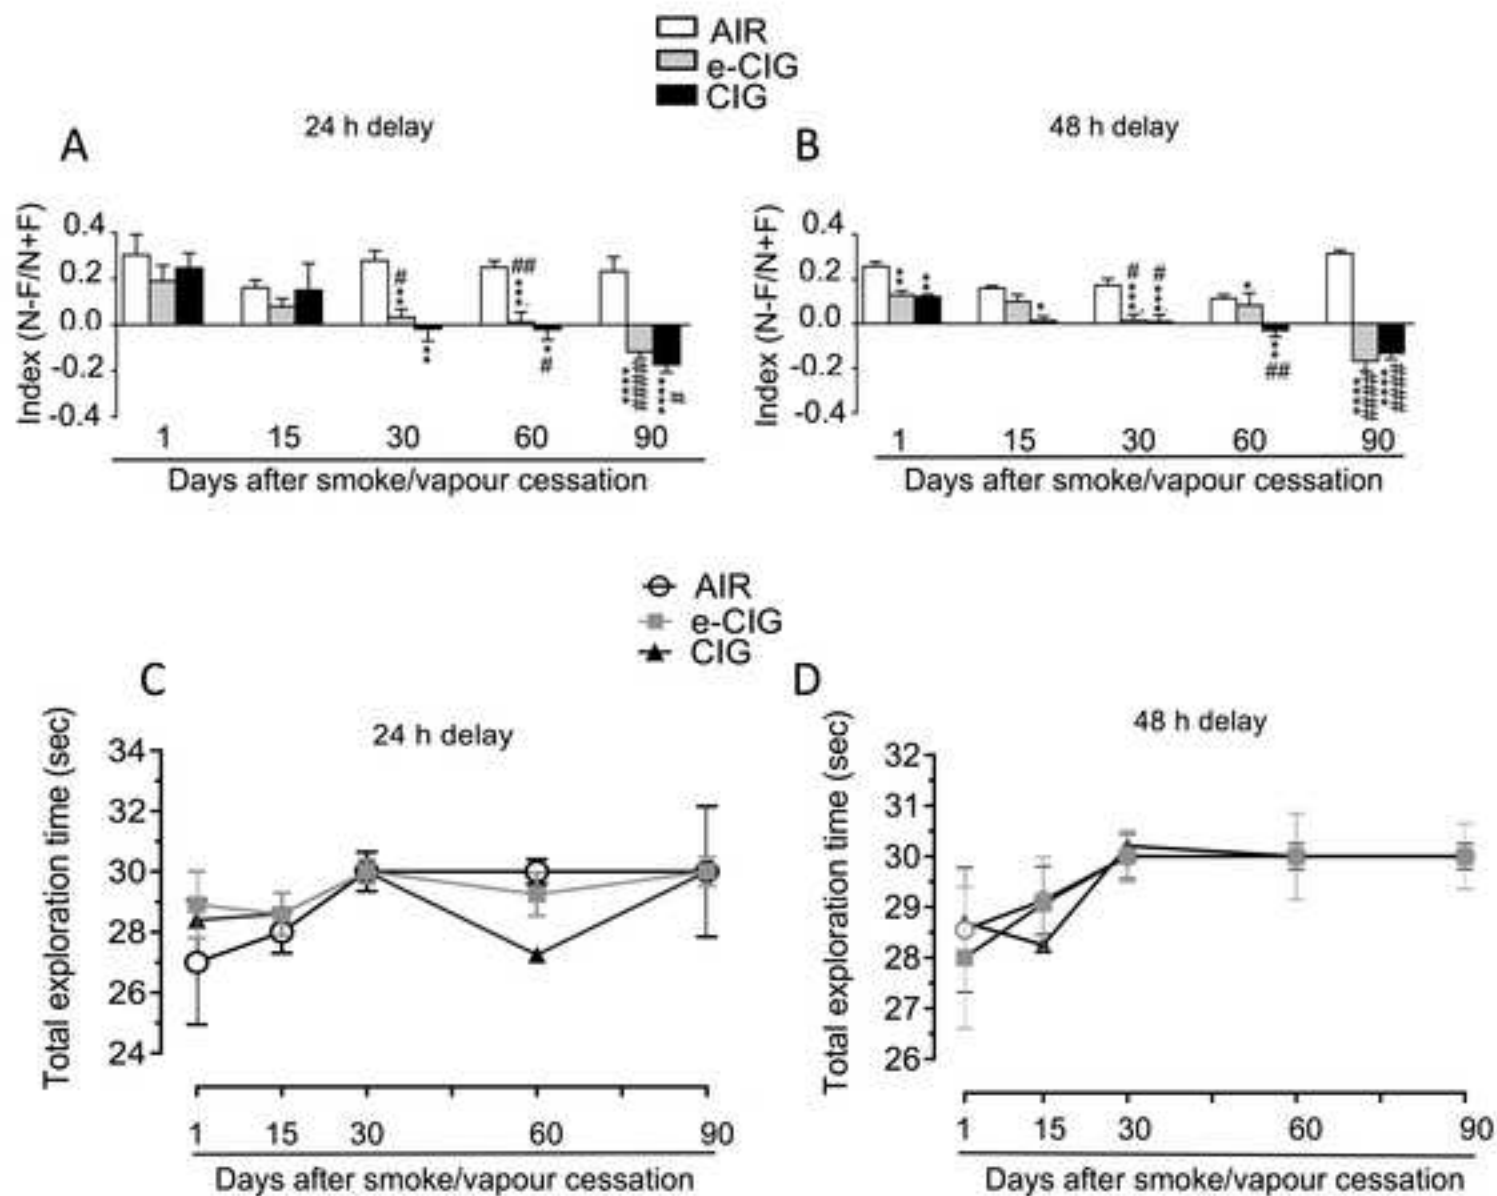 AIR
e-CIG
CIG
A
24 h delay
Index (N-F/N+F)
0.4
0.2
0.0
-0.2
-0.4
#
***
**
##
***
*
#
****
####
****
#
1 15 30 60 90
Days after smoke/vapour cessation
B
48 h delay
Index (N-F/N+F)
0.4
0.2
0.0
-0.2
-0.4
**
**
*
#
****
#
****
*
**
##
****
####
****
####
1 15 30 60 90
Days after smoke/vapour cessation
AIR
e-CIG
CIG
C
24 h delay
Total exploration time (sec)
34
32
30
28
26
24
1 15 30 60 90
Days after smoke/vapour cessation
D
48 h delay
Total exploration time (sec)
32
31
30
29
28
27
26
1 15 30 60 90
Days after smoke/vapour cessation